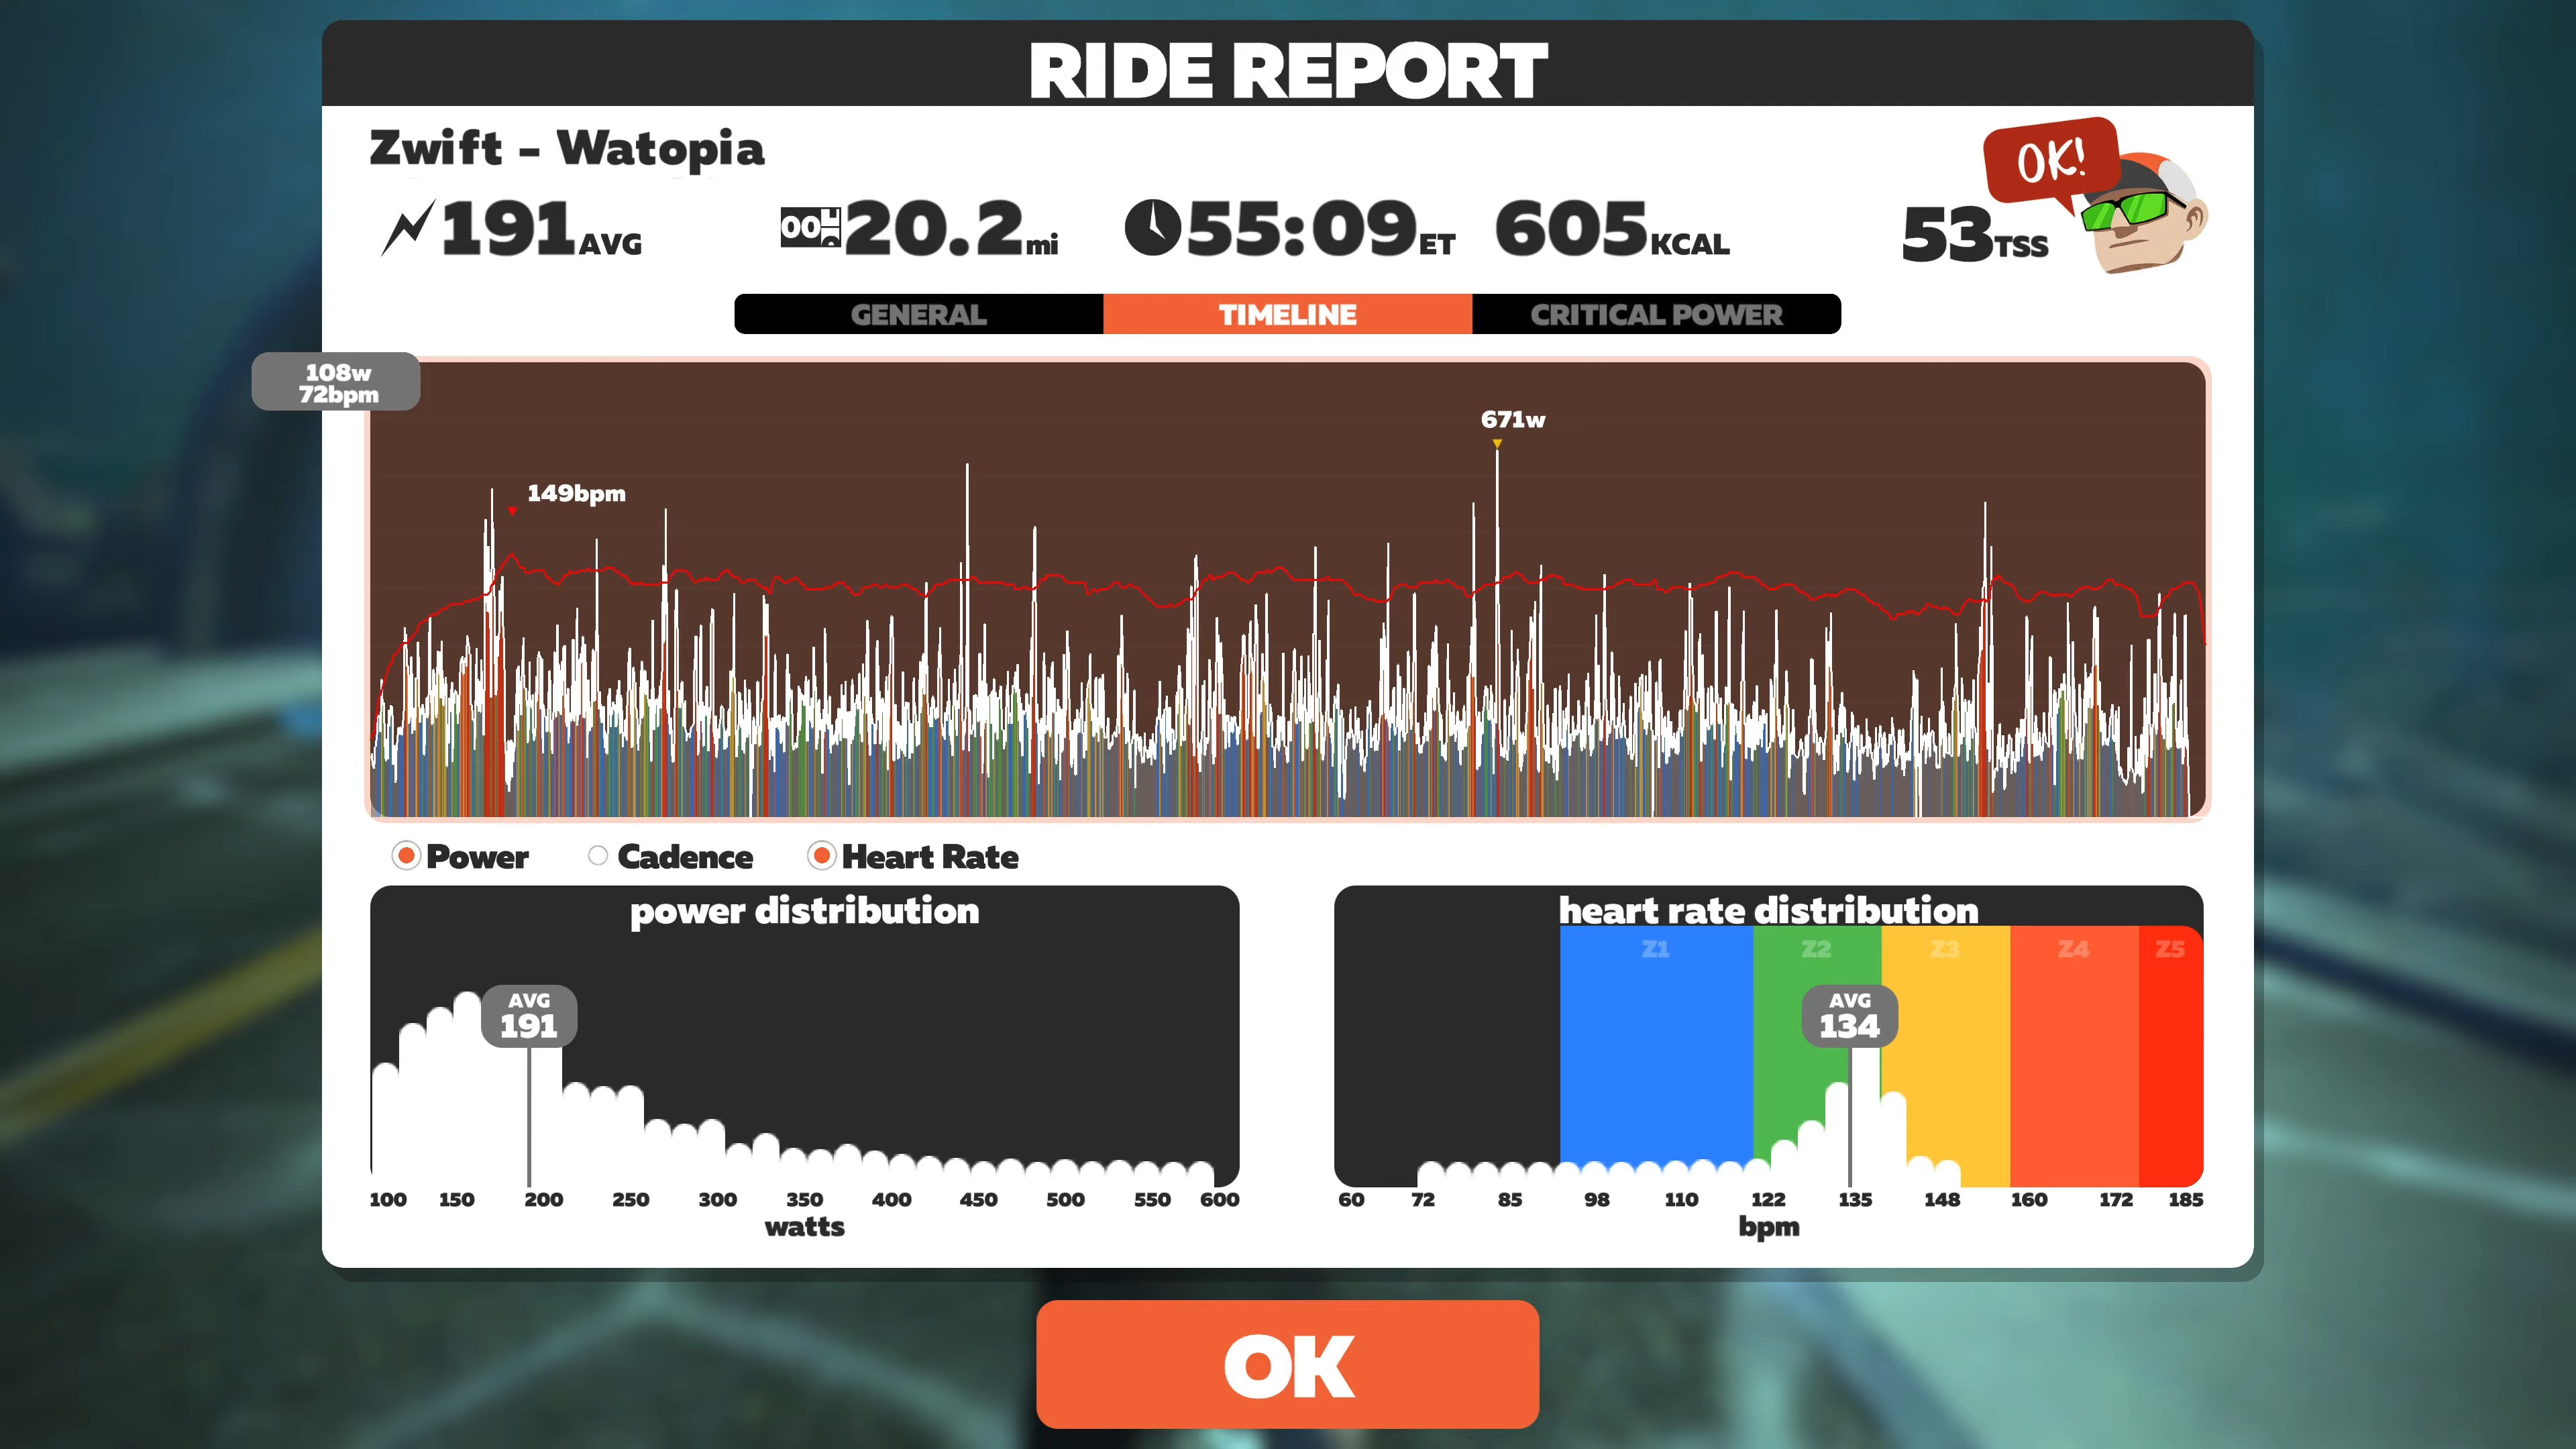 RIDE REPORT
Zwift - Watopia
OK!
191AVG
20.2mi
55:09ET
605KCAL
53TSS
GENERAL
TIMELINE
CRITICAL POWER
108w
72bpm
671w
149bpm
Power
Cadence
Heart Rate
power distribution
AVG
191
100 150 200 250 300 350 400 450 500 550 600
watts
heart rate distribution
Z1 Z2 Z3 Z4 Z5
AVG
134
60 72 85 98 110 122 135 148 160 172 185
bpm
OK